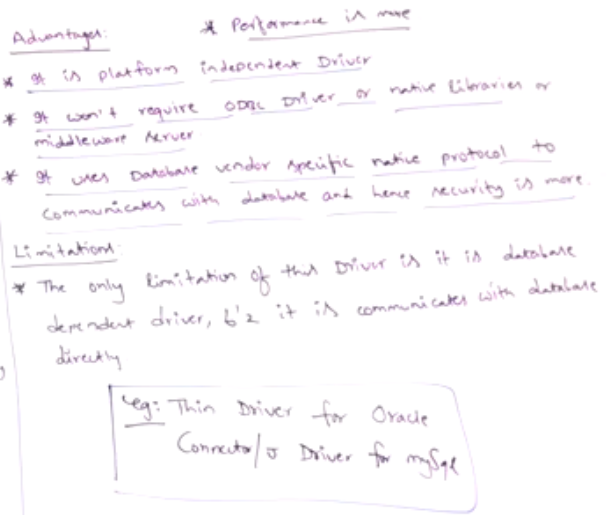 Advantages: * Performance is more
* It is platform independent Driver
* It won't require ODBC Driver or native libraries or
middleware server.
* It uses Database vendor specific native protocol to
communicates with database and hence security is more.
Limitations:
* The only limitation of this Driver is it is database
dependent driver, b'z it is communicates with database
directly
eg: Thin Driver for Oracle
Connector/J Driver for mySql